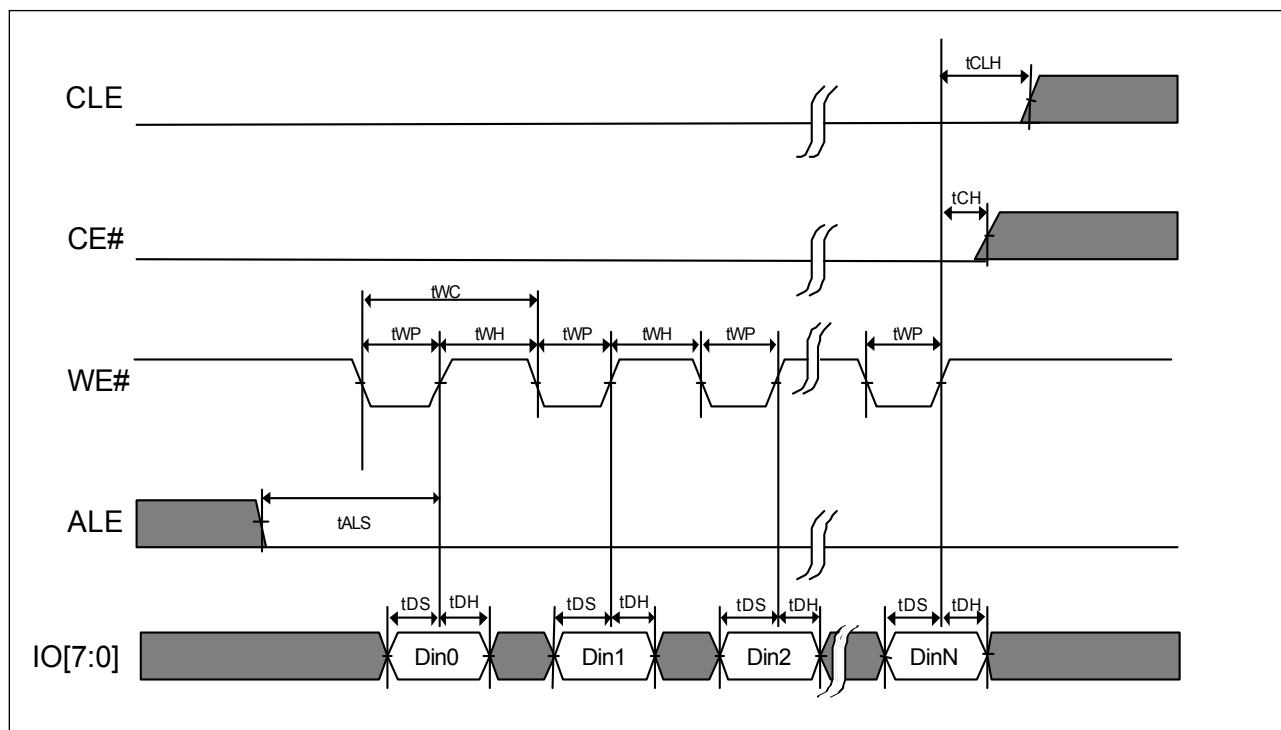 tCLH
CLE
tCH
CE#
tWC
tWP tWH tWP tWH tWP tWP
WE#
ALE
tALS
tDS tDH tDS tDH tDS tDH tDS tDH
IO[7:0] Din0 Din1 Din2 DinN